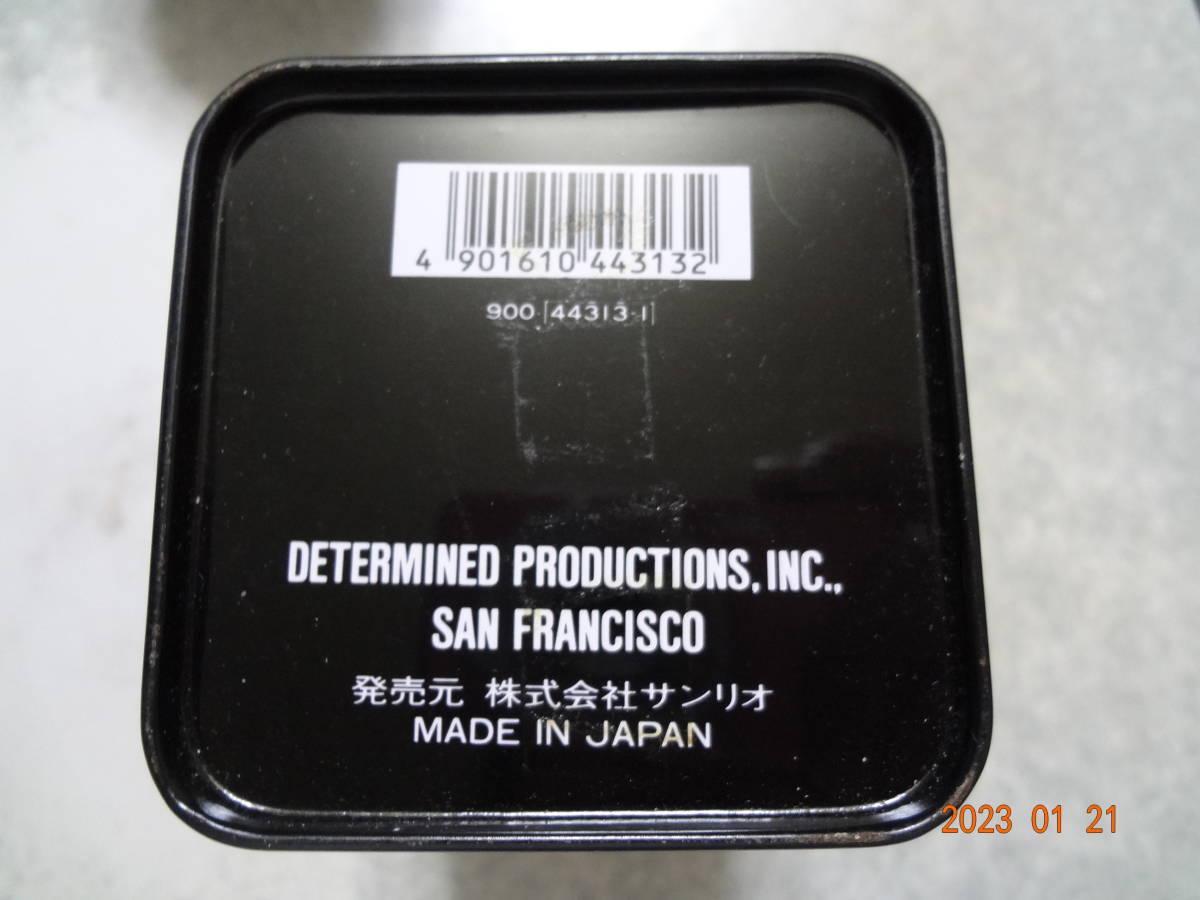 4 901610 443132
900 [44313-1]
DETERMINED PRODUCTIONS, INC.,
SAN FRANCISCO
発売元 株式会社サンリオ
MADE IN JAPAN
2023 01 21